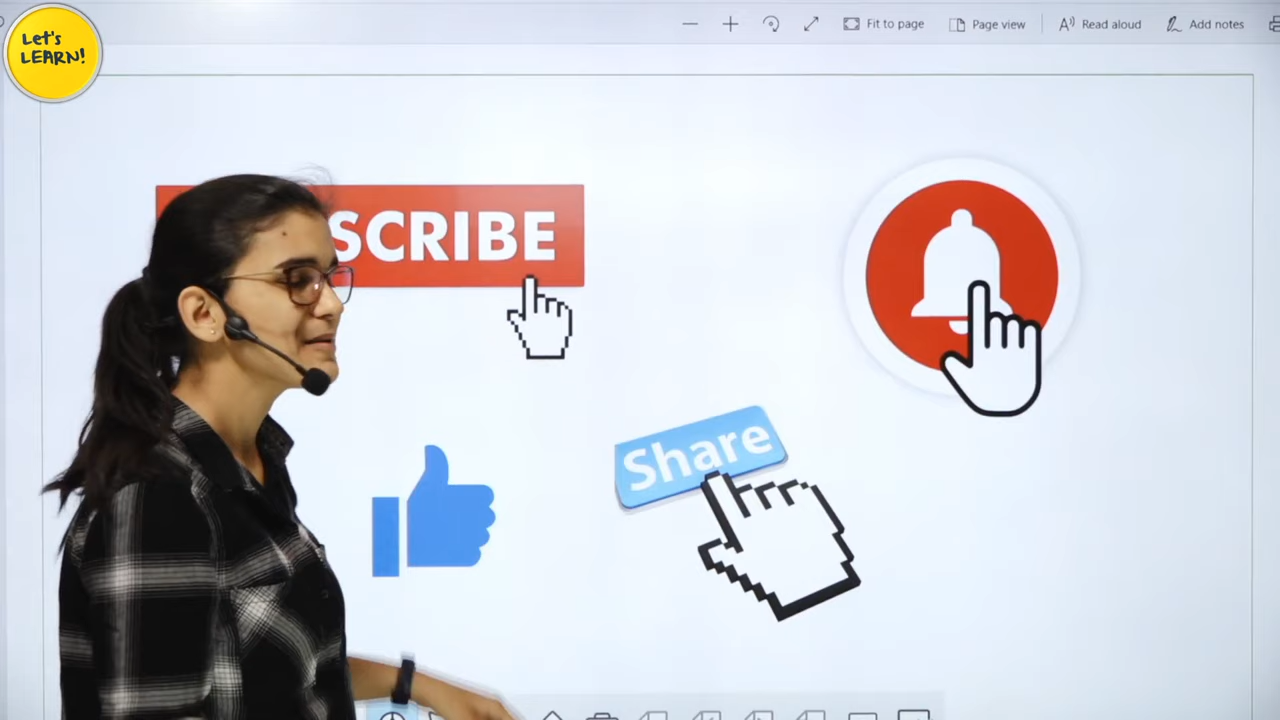 Let's
LEARN!
Fit to page
Page view
Read aloud
Add notes
SCRIBE
Share